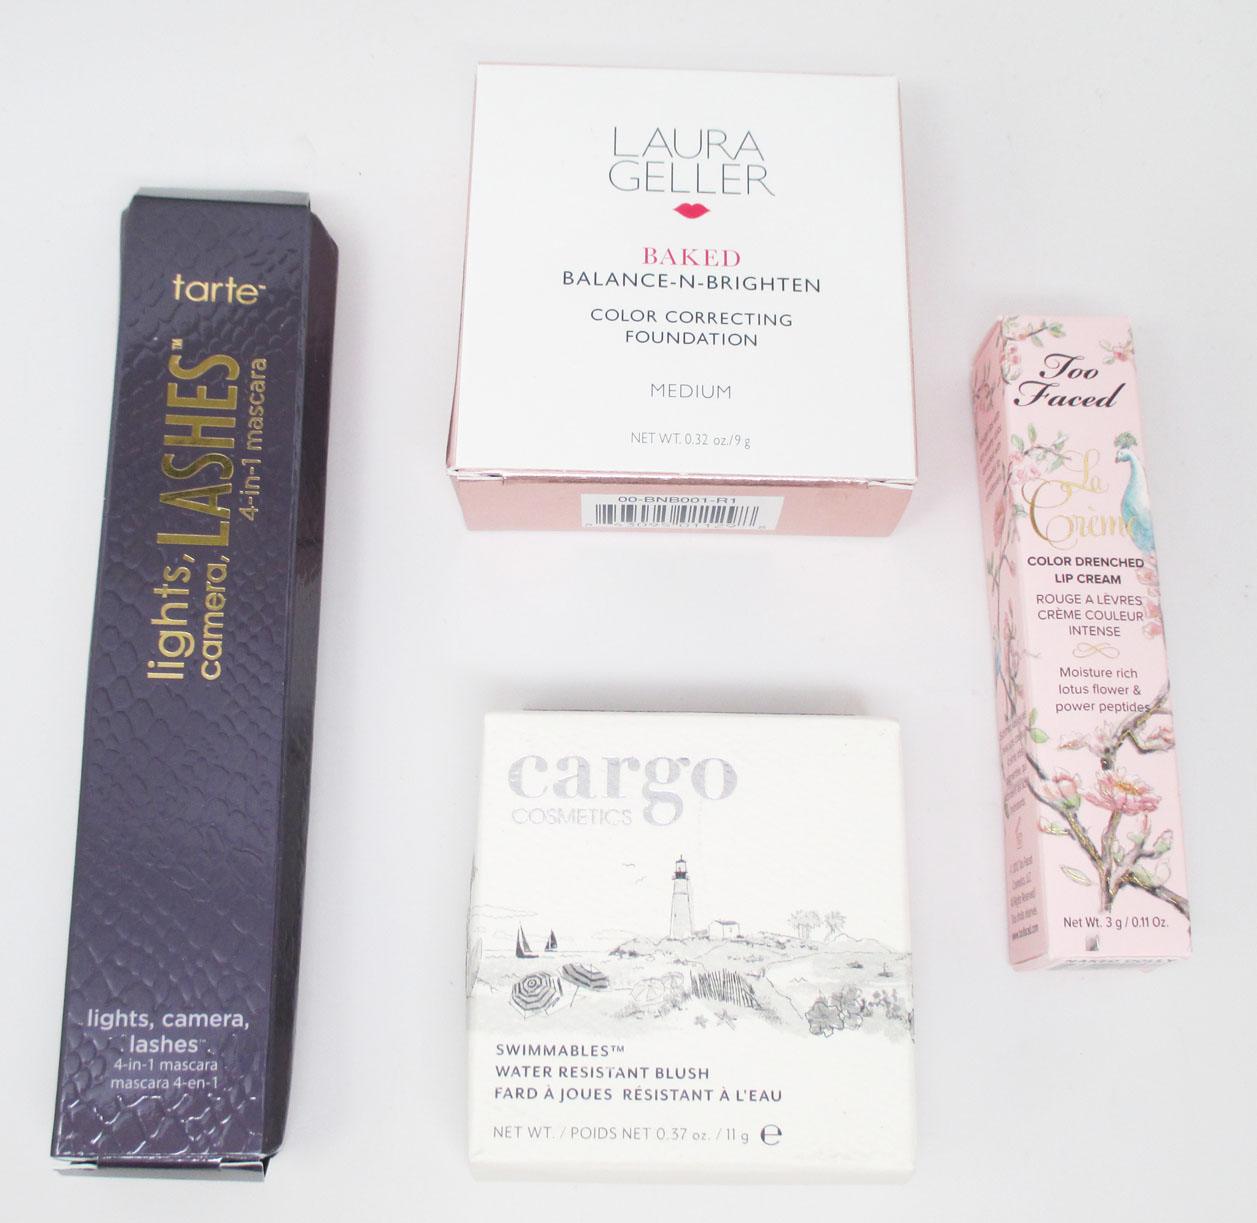 tarte™
lights,
camera, LASHES™
4-in-1 mascara
lights, camera,
lashes™
4-in-1 mascara
mascara 4-en-1
LAURA
GELLER
BAKED
BALANCE-N-BRIGHTEN
COLOR CORRECTING
FOUNDATION
MEDIUM
NET WT. 0.32 oz./9 g
00-BNB001-R1
cargo
COSMETICS
SWIMMABLES™
WATER RESISTANT BLUSH
FARD À JOUES RÉSISTANT À L'EAU
NET WT. / POIDS NET 0.37 oz. / 11 g e
Too
Faced
La
Crème
COLOR DRENCHED
LIP CREAM
ROUGE A LÈVRES
CRÈME COULEUR
INTENSE
Moisture rich
lotus flower &
power peptides
Net Wt. 3 g / 0.11 Oz.